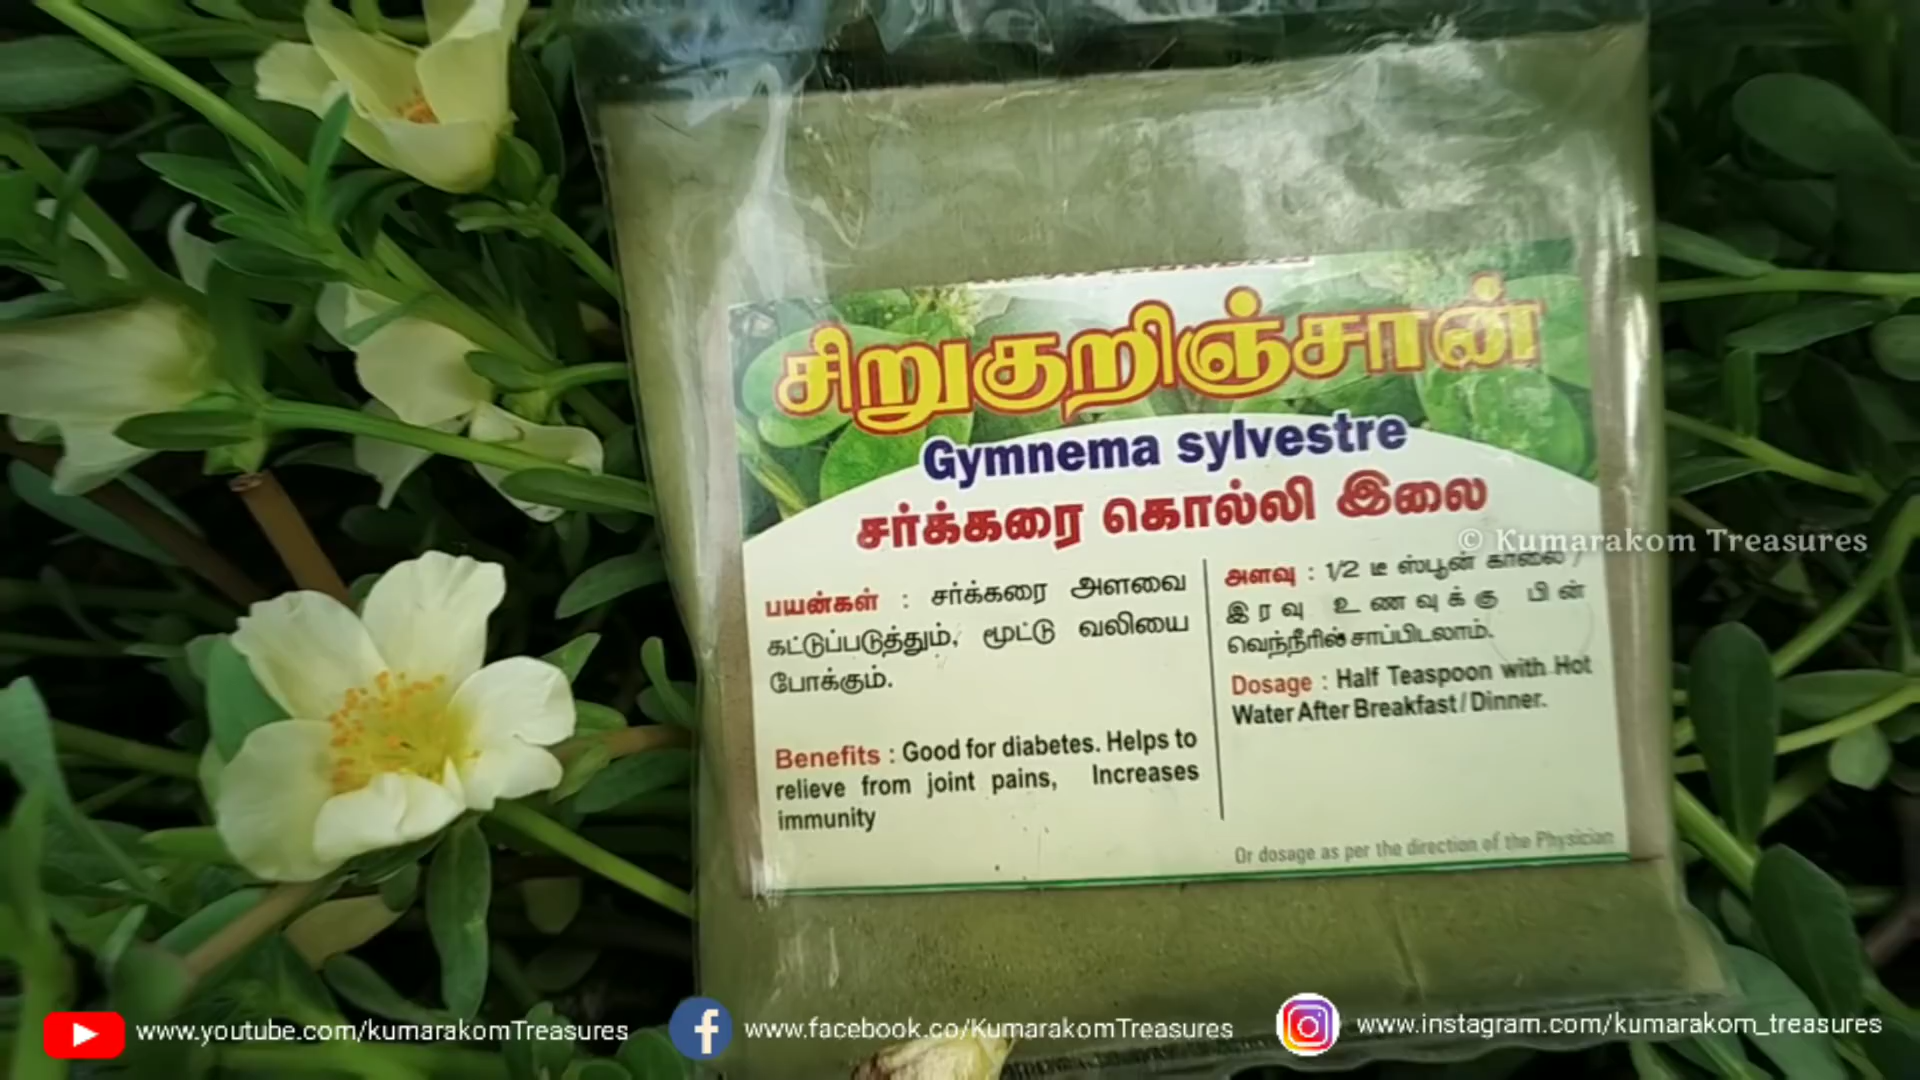 சிறுகுறிஞ்சான்
Gymnema sylvestre
சர்க்கரை கொல்லி இலை
© Kumarakom Treasures
பயன்கள் : சர்க்கரை அளவை
கட்டுப்படுத்தும், மூட்டு வலியை
போக்கும்.
Benefits : Good for diabetes. Helps to
relieve from joint pains, Increases
immunity
அளவு : 1/2 டீ ஸ்பூன் காலை /
இரவு உணவுக்கு பின்
வெந்நீரில் சாப்பிடலாம்.
Dosage : Half Teaspoon with Hot
Water After Breakfast / Dinner.
Or dosage as per the direction of the Physician
www.youtube.com/kumarakomTreasures
www.facebook.co/KumarakomTreasures
www.instagram.com/kumarakom_treasures